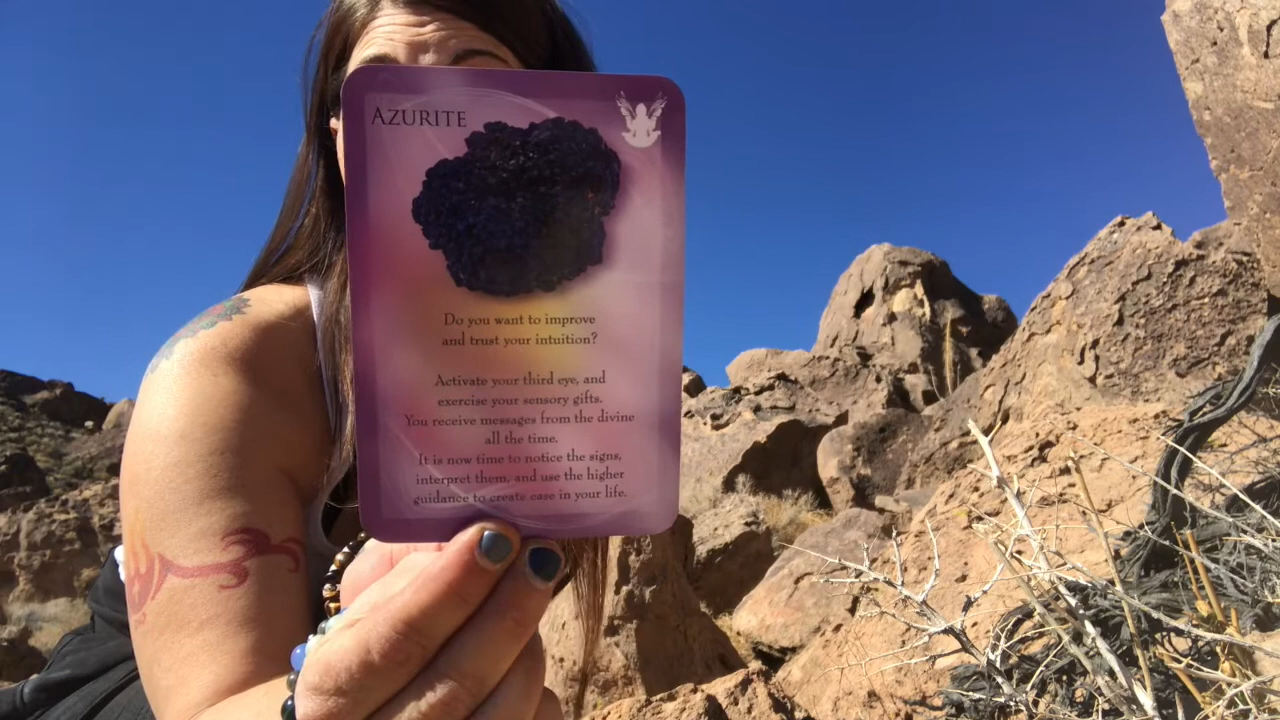 AZURITE
Do you want to improve
and trust your intuition?
Activate your third eye, and
exercise your sensory gifts.
You receive messages from the divine
all the time.
It is now time to notice the signs,
interpret them, and use the higher
guidance to create ease in your life.